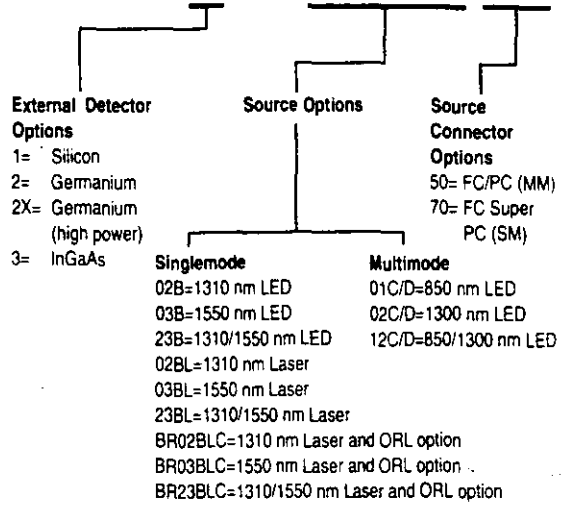 External Detector
Options
1= Silicon
2= Germanium
2X= Germanium
(high power)
3= InGaAs
Source Options
Source
Connector
Options
50= FC/PC (MM)
70= FC Super
PC (SM)
Singlemode
02B=1310 nm LED
03B=1550 nm LED
23B=1310/1550 nm LED
02BL=1310 nm Laser
03BL=1550 nm Laser
23BL=1310/1550 nm Laser
BR02BLC=1310 nm Laser and ORL option
BR03BLC=1550 nm Laser and ORL option
BR23BLC=1310/1550 nm Laser and ORL option
Multimode
01C/D=850 nm LED
02C/D=1300 nm LED
12C/D=850/1300 nm LED